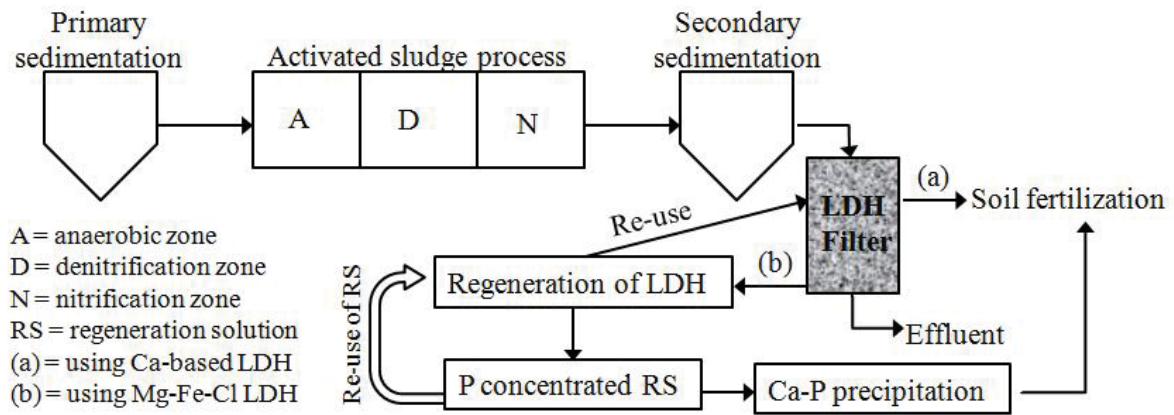 Primary
sedimentation
Activated sludge process
Secondary
sedimentation
A
D
N
(a)
Soil fertilization
LDH
Filter
Re-use
(b)
Regeneration of LDH
Re-use of RS
Effluent
P concentrated RS
Ca-P precipitation
A = anaerobic zone
D = denitrification zone
N = nitrification zone
RS = regeneration solution
(a) = using Ca-based LDH
(b) = using Mg-Fe-Cl LDH